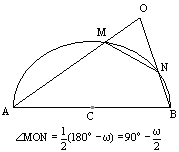 O
M
N
A
C
B
∠MON = 1/2(180° − ω) = 90° − ω/2